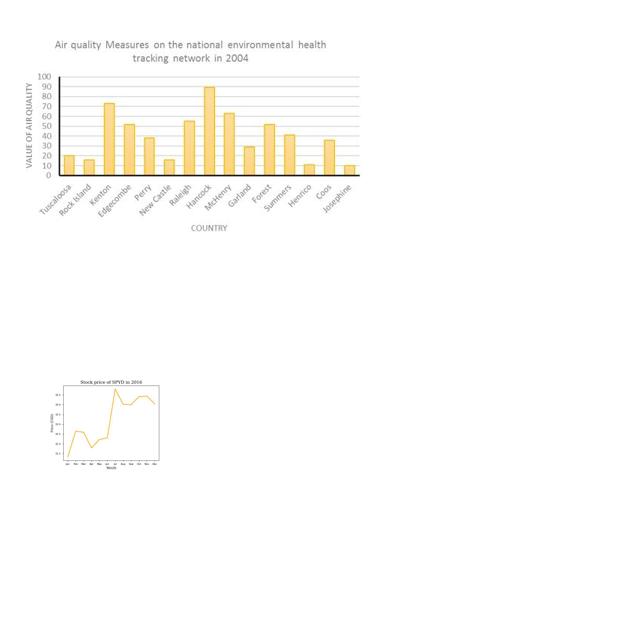 Air quality Measures on the national environmental health
tracking network in 2004
VALUE OF AIR QUALITY
100
90
80
70
60
50
40
30
20
10
0
Tuscaloosa
Rock Island
Kenton
Edgecombe
Perry
New Castle
Raleigh
Hancock
McHenry
Garland
Forest
Summers
Henrico
Coos
Josephine
COUNTRY
Stock price of SPYD in 2016
Price (USD)
Month